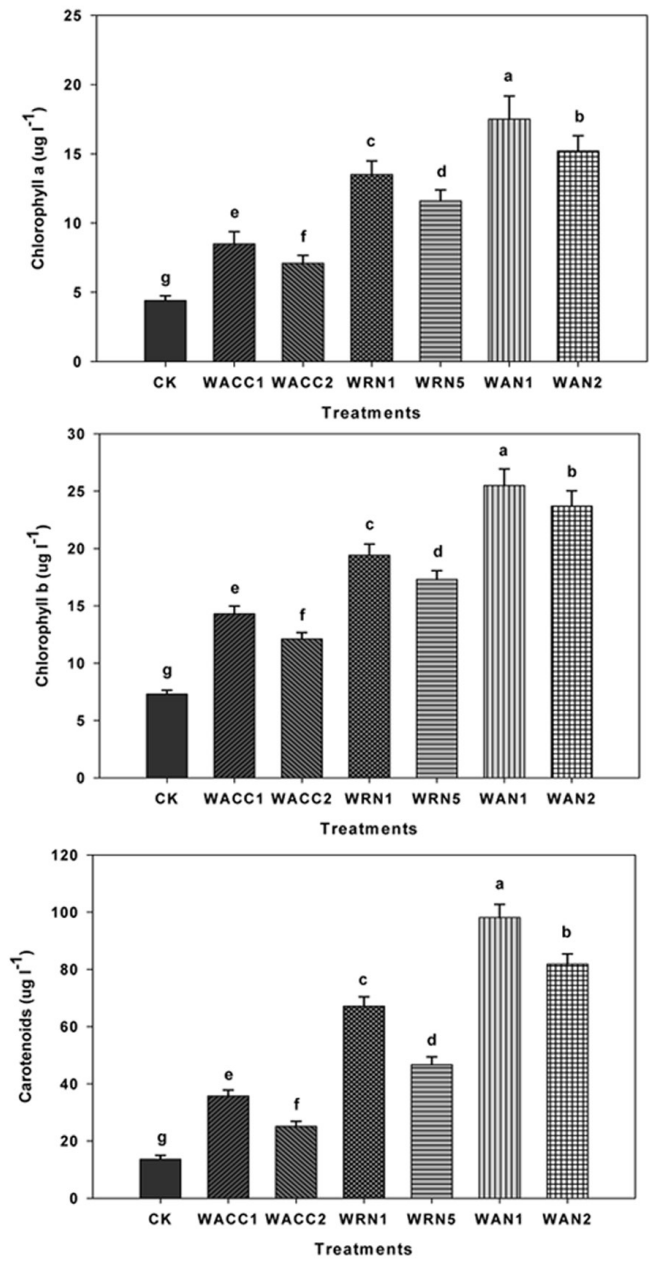 Chlorophyll a (ug l-1)
25
20
15
10
5
0
g
e
f
c
d
a
b
CK WACC1 WACC2 WRN1 WRN5 WAN1 WAN2
Treatments
Chlorophyll b (ug l-1)
30
25
20
15
10
5
0
g
e
f
c
d
a
b
CK WACC1 WACC2 WRN1 WRN5 WAN1 WAN2
Treatments
Carotenoids (ug l-1)
120
100
80
60
40
20
0
g
e
f
c
d
a
b
CK WACC1 WACC2 WRN1 WRN5 WAN1 WAN2
Treatments